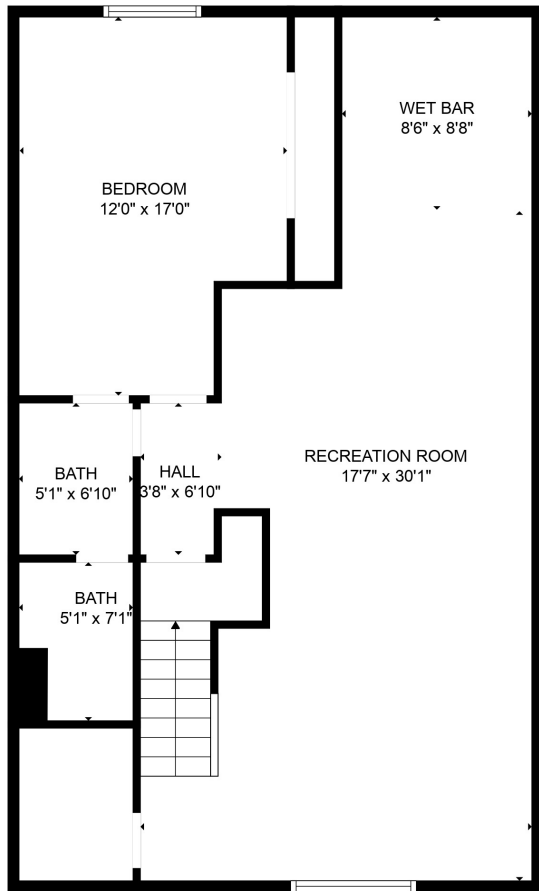 WET BAR
8'6" x 8'8"
BEDROOM
12'0" x 17'0"
RECREATION ROOM
17'7" x 30'1"
BATH
5'1" x 6'10"
HALL
3'8" x 6'10"
BATH
5'1" x 7'1"